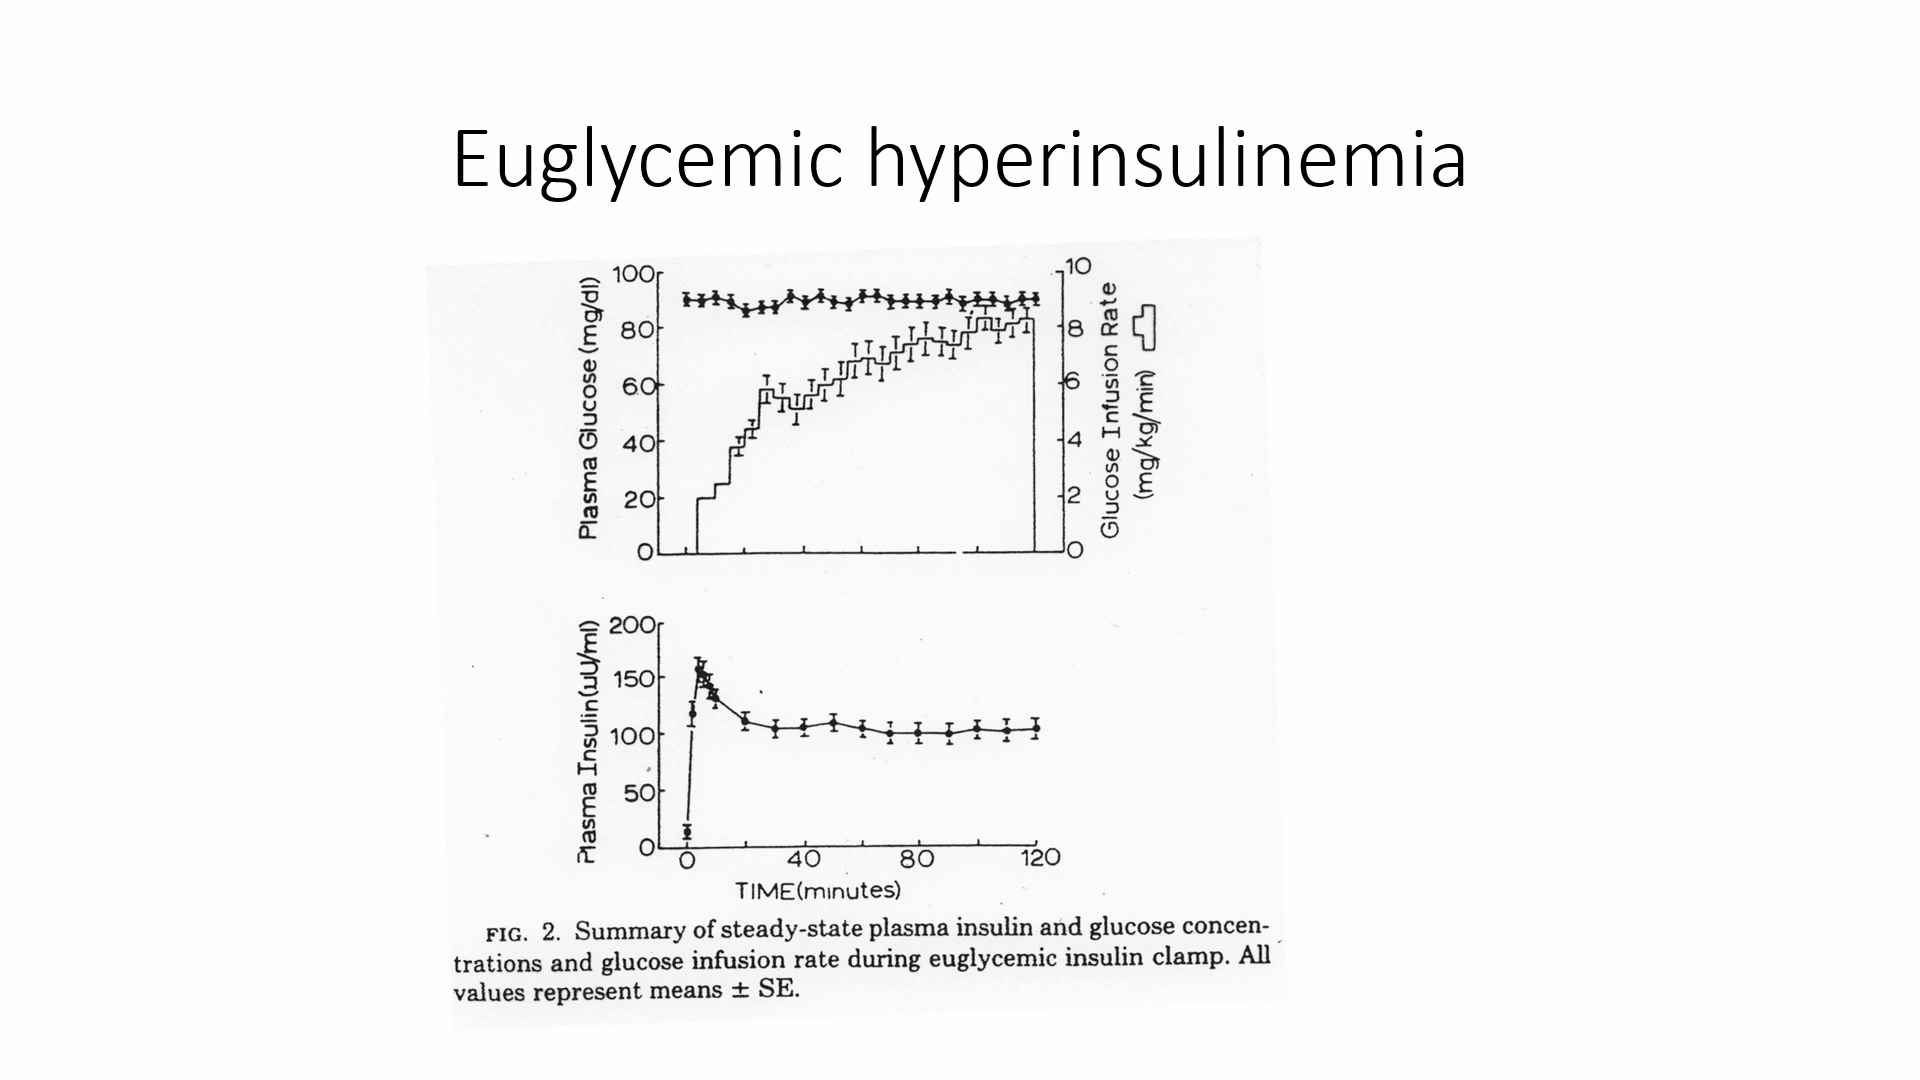 Euglycemic hyperinsulinemia
Plasma Glucose (mg/dl)
100
80
60
40
20
0
10
8
6
4
2
0
Glucose Infusion Rate
(mg/kg/min)
Plasma Insulin (µU/ml)
200
150
100
50
0
0 40 80 120
TIME (minutes)
FIG. 2. Summary of steady-state plasma insulin and glucose concen-
trations and glucose infusion rate during euglycemic insulin clamp. All
values represent means ± SE.